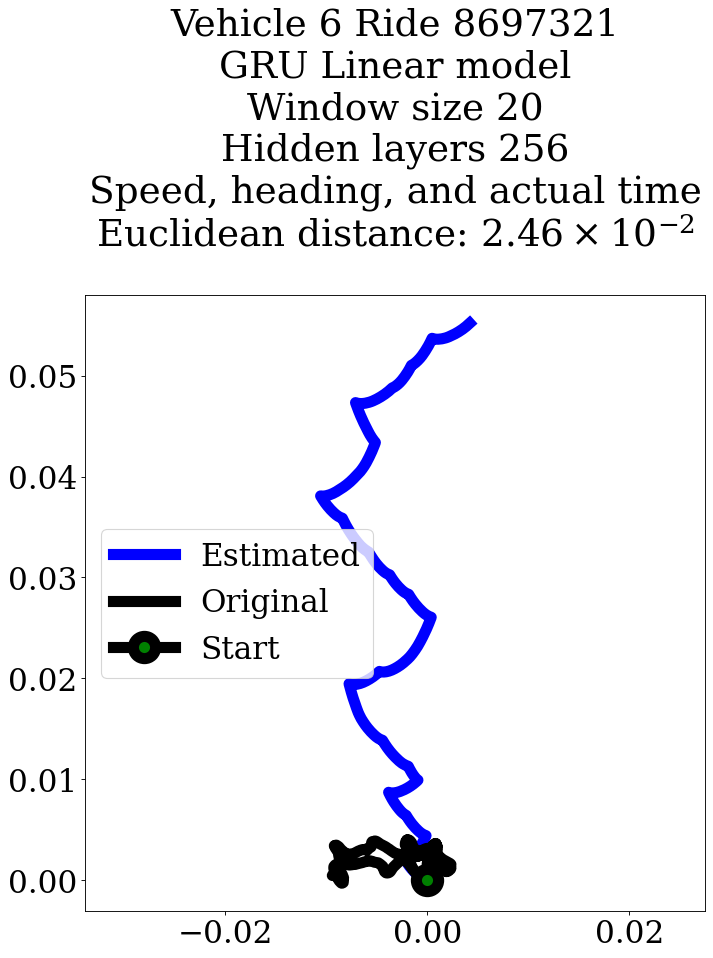 Vehicle 6 Ride 8697321
GRU Linear model
Window size 20
Hidden layers 256
Speed, heading, and actual time
Euclidean distance: 2.46 × 10⁻²
0.05
0.04
0.03
0.02
0.01
0.00
Estimated
Original
Start
−0.02
0.00
0.02